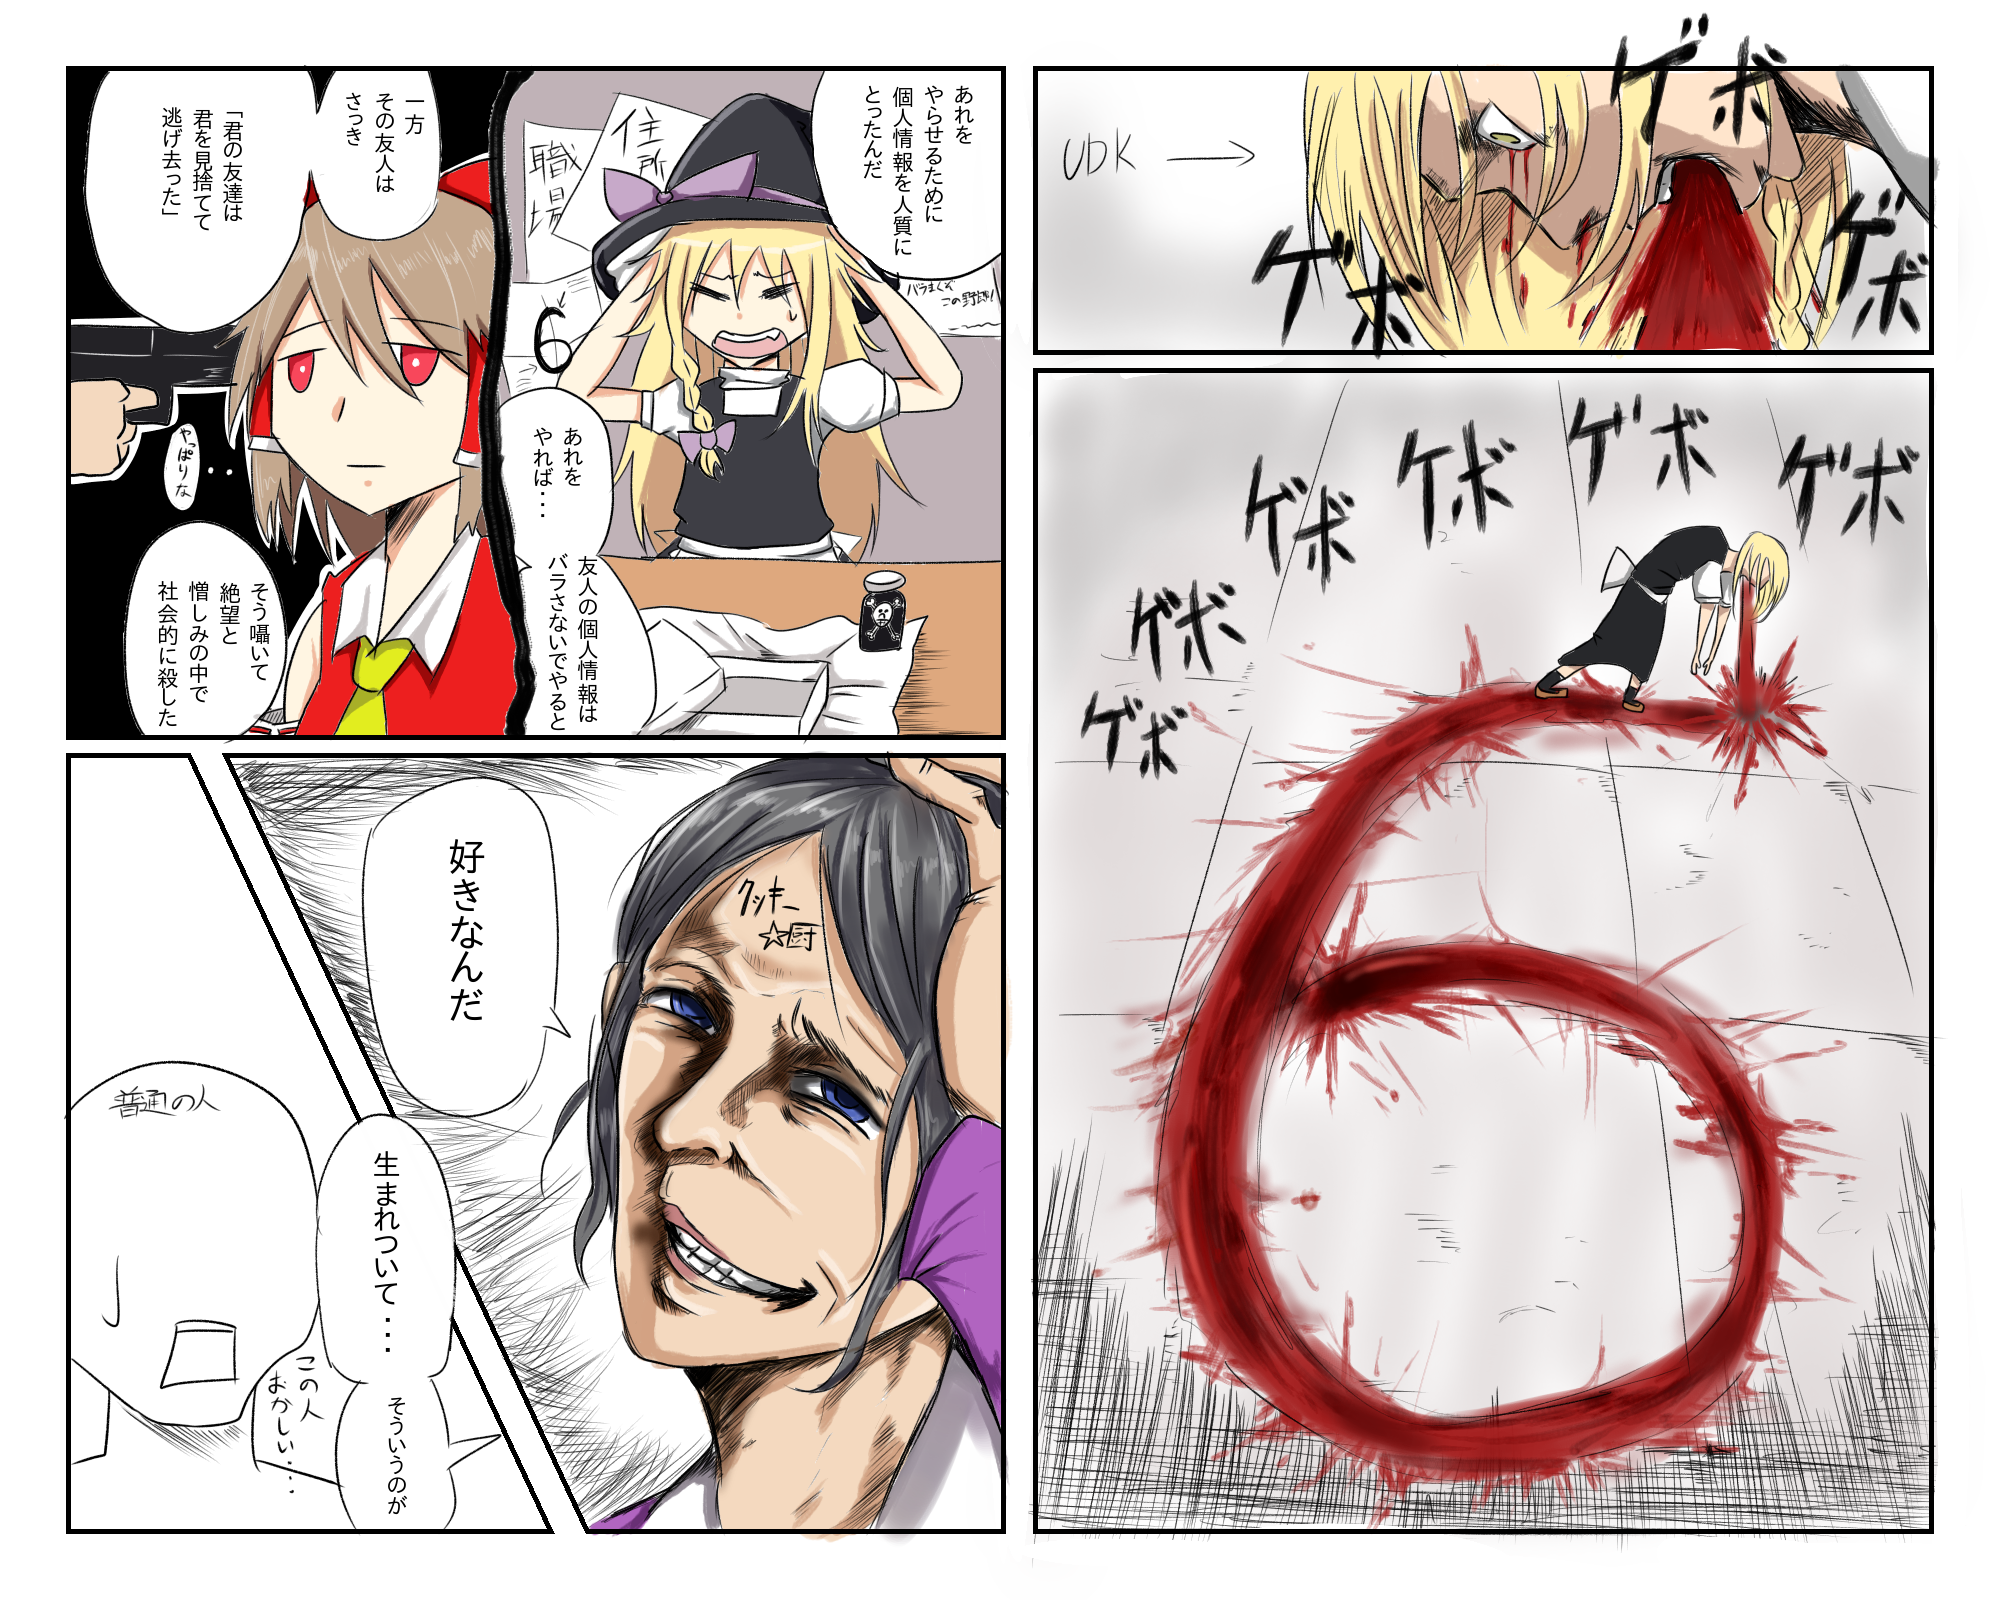 ゲボ
UDK →
ゲボ
ゲボ
ゲボ
ゲボ
ゲボ
ゲボ
ゲボ
ゲボ
あれを
やらせるために
個人情報を人質に
とったんだ
住所
職場
バラまくぞ
この野郎!
6
あれを
やれば・・・
友人の個人情報は
バラさないでやると
一方
その友人は
さっき
「君の友達は
君を見捨てて
逃げ去った」
やっぱりな
・・
そう囁いて
絶望と
憎しみの中で
社会的に殺した
クッキー
☆厨
好きなんだ
生まれついて・・・
そういうのが
普通の人
この人
おかしい・・・・